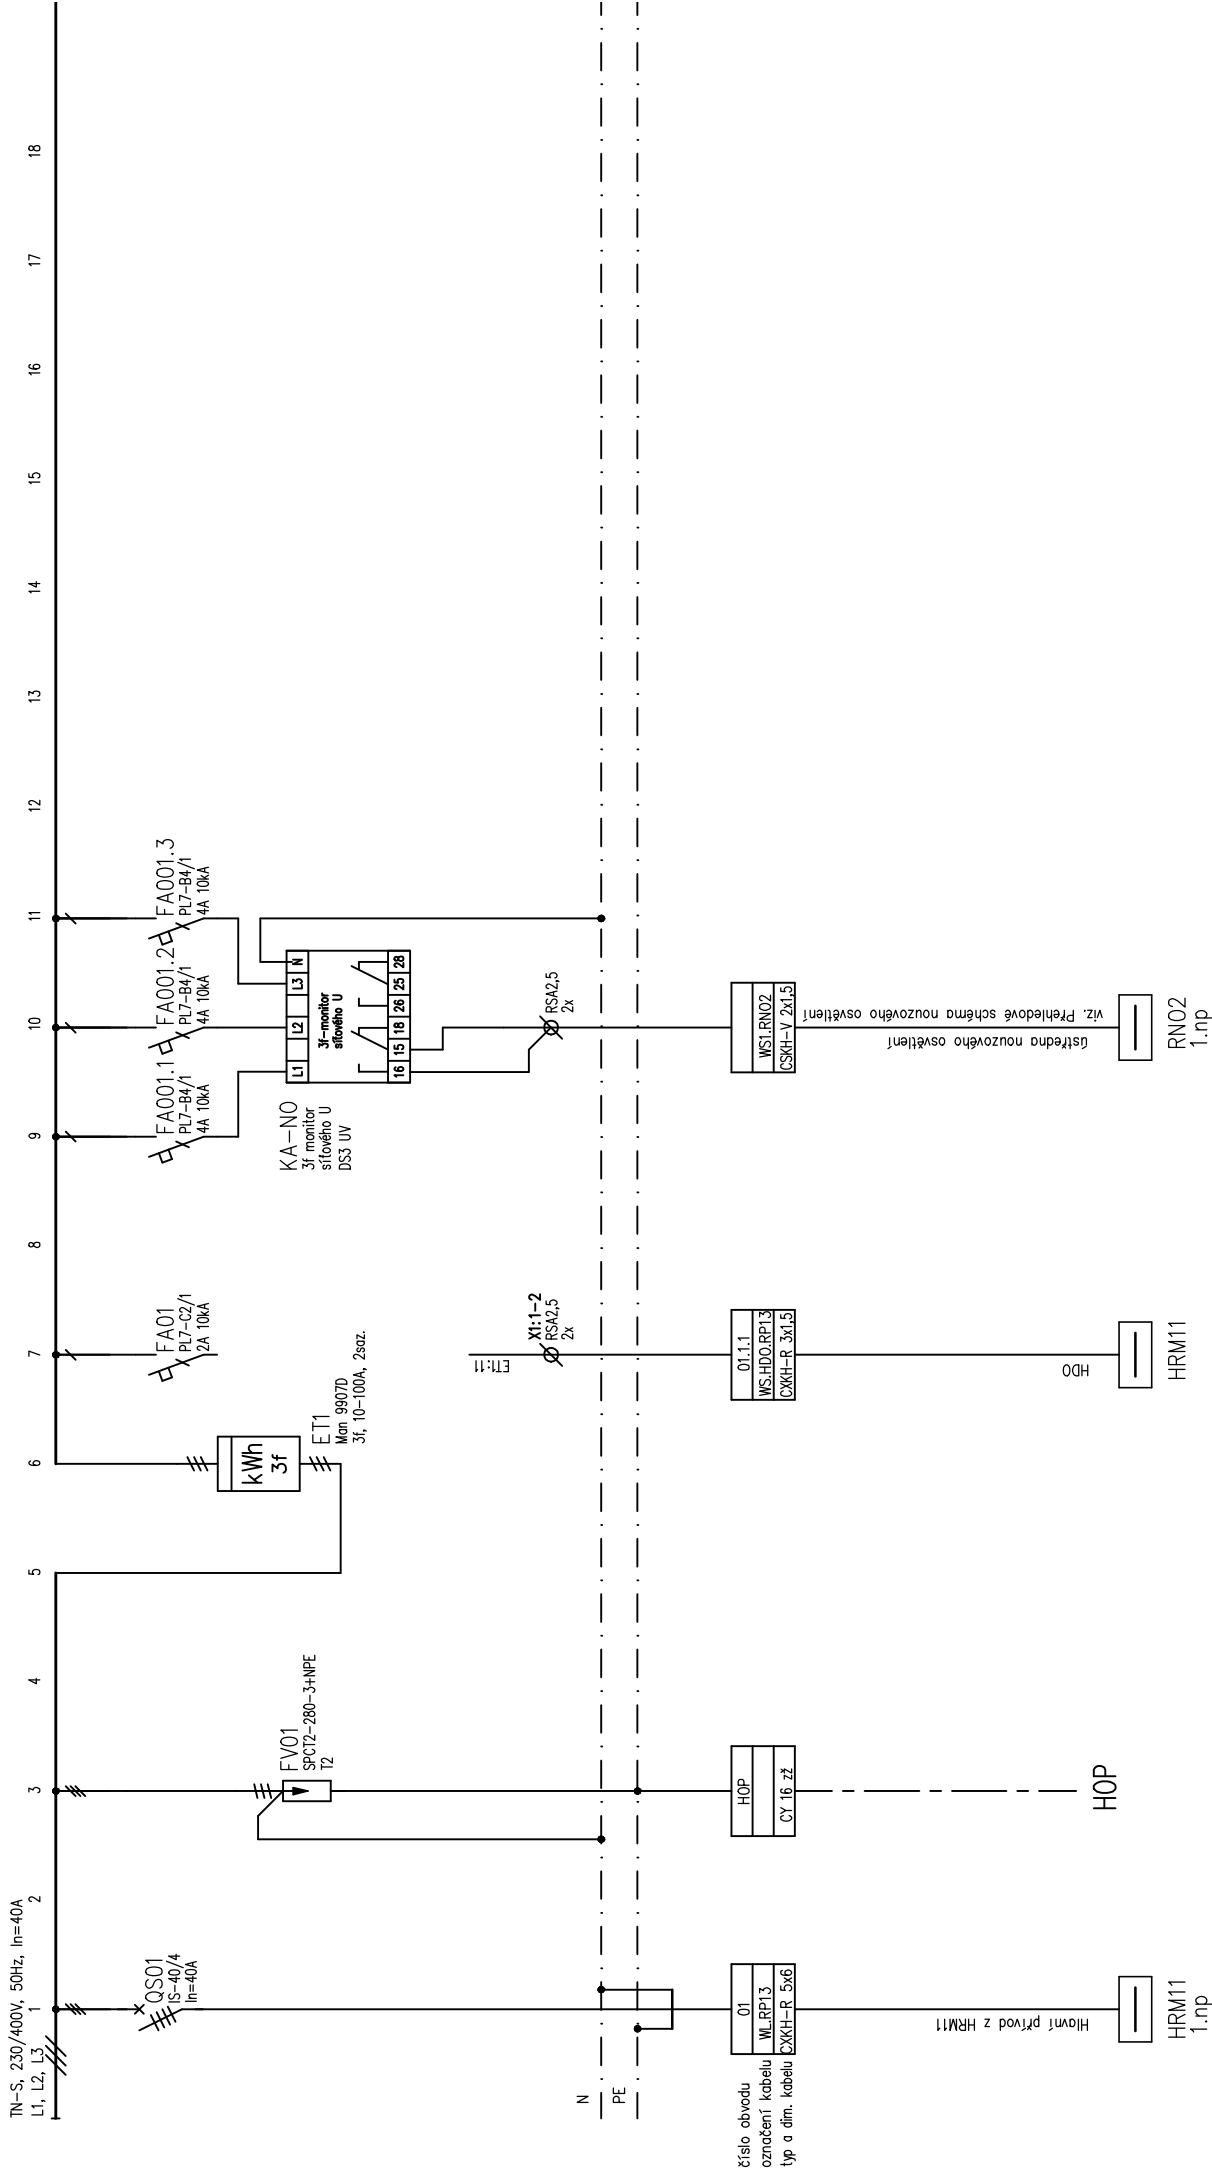 TN-S, 230/400V, 50Hz, In=40A
L1, L2, L3
1
2
3
4
5
6
7
8
9
10
11
12
13
14
15
16
17
18
QS01
IS-40/4
In=40A
FV01
SPCT2-280-3+NPE
T2
kWh
3f
ET1
Man 9907D
3f, 10-100A, 2saz.
FA01
PL7-C2/1
2A 10kA
FA001.1
PL7-B4/1
4A 10kA
FA001.2
PL7-B4/1
4A 10kA
FA001.3
PL7-B4/1
4A 10kA
KA-NO
3f monitor
síťového U
DS3 UV
L1
L2
L3
N
3f-monitor
síťového U
16
15
18
26
25
28
ET1:11
X1:1-2
RSA2,5
2x
RSA2,5
2x
N
PE
číslo obvodu
označení kabelu
typ a dim. kabelu
01
WL.RP13
CXKH-R 5x6
HOP
CY 16 zž
01.1.1
WS.HDO.RP13
CXKH-R 3x1,5
WS1.RNO2
CSKH-V 2x1,5
Hlavní přívod z HRM11
HDO
ústředna nouzového osvětlení
viz. Přehledové schéma nouzového osvětlení
HRM11
1.np
HOP
HRM11
RNO2
1.np